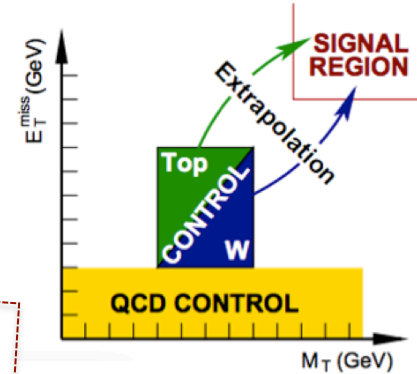 SIGNAL
REGION
Extrapolation
E_T^miss (GeV)
Top
CONTROL
W
QCD CONTROL
M_T (GeV)